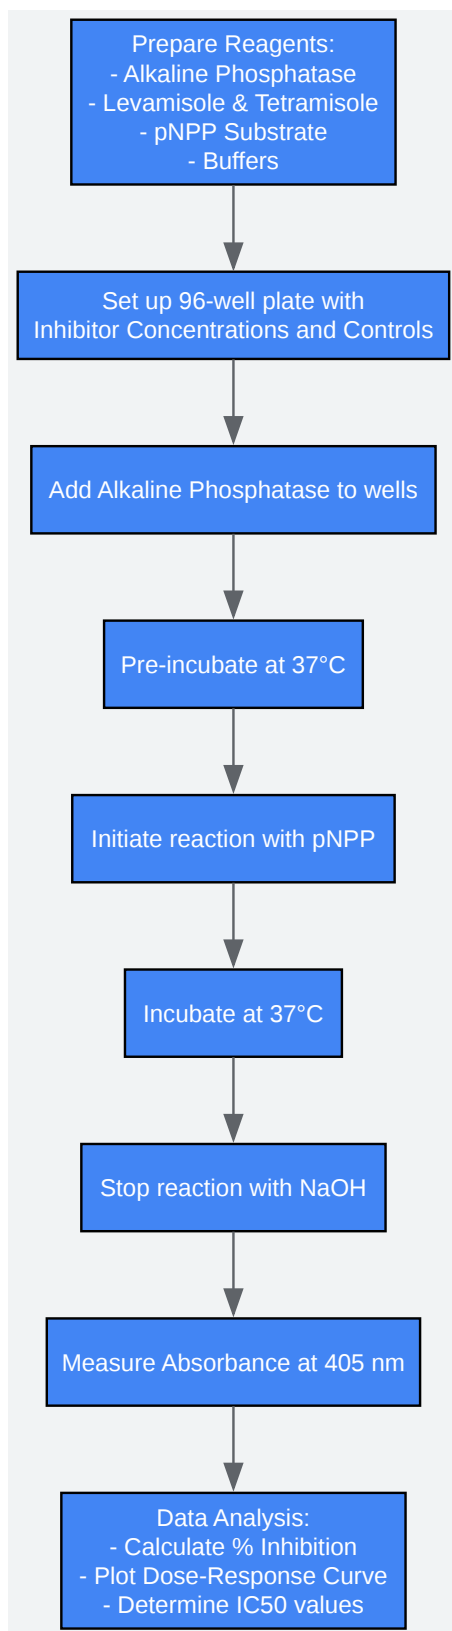 Prepare Reagents:
- Alkaline Phosphatase
- Levamisole & Tetramisole
- pNPP Substrate
- Buffers
Set up 96-well plate with
Inhibitor Concentrations and Controls
Add Alkaline Phosphatase to wells
Pre-incubate at 37°C
Initiate reaction with pNPP
Incubate at 37°C
Stop reaction with NaOH
Measure Absorbance at 405 nm
Data Analysis:
- Calculate % Inhibition
- Plot Dose-Response Curve
- Determine IC50 values